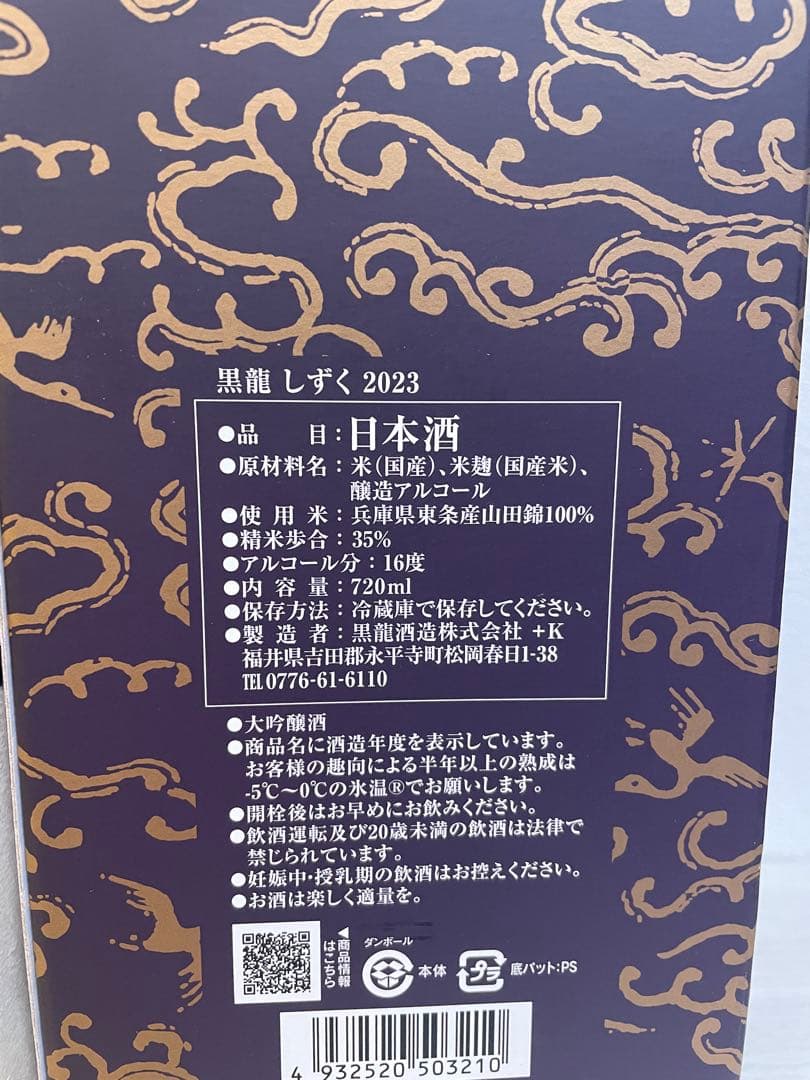 黒龍 しずく 2023
●品 目：日本酒
●原材料名：米（国産）、米麹（国産米）、
醸造アルコール
●使用米：兵庫県東条産山田錦100%
●精米歩合：35%
●アルコール分：16度
●内容量：720ml
●保存方法：冷蔵庫で保存してください。
●製造者：黒龍酒造株式会社 +K
福井県吉田郡永平寺町松岡春日1-38
TEL0776-61-6110
●大吟醸酒
●商品名に酒造年度を表示しています。
お客様の趣向による半年以上の熟成は
-5℃〜0℃の氷温®でお願いします。
●開栓後はお早めにお飲みください。
●飲酒運転及び20歳未満の飲酒は法律で
禁じられています。
●妊娠中・授乳期の飲酒はお控えください。
●お酒は楽しく適量を。
◀商品情報
はこちら
ダンボール
本体
プラ
底パット：PS
4 932520 503210